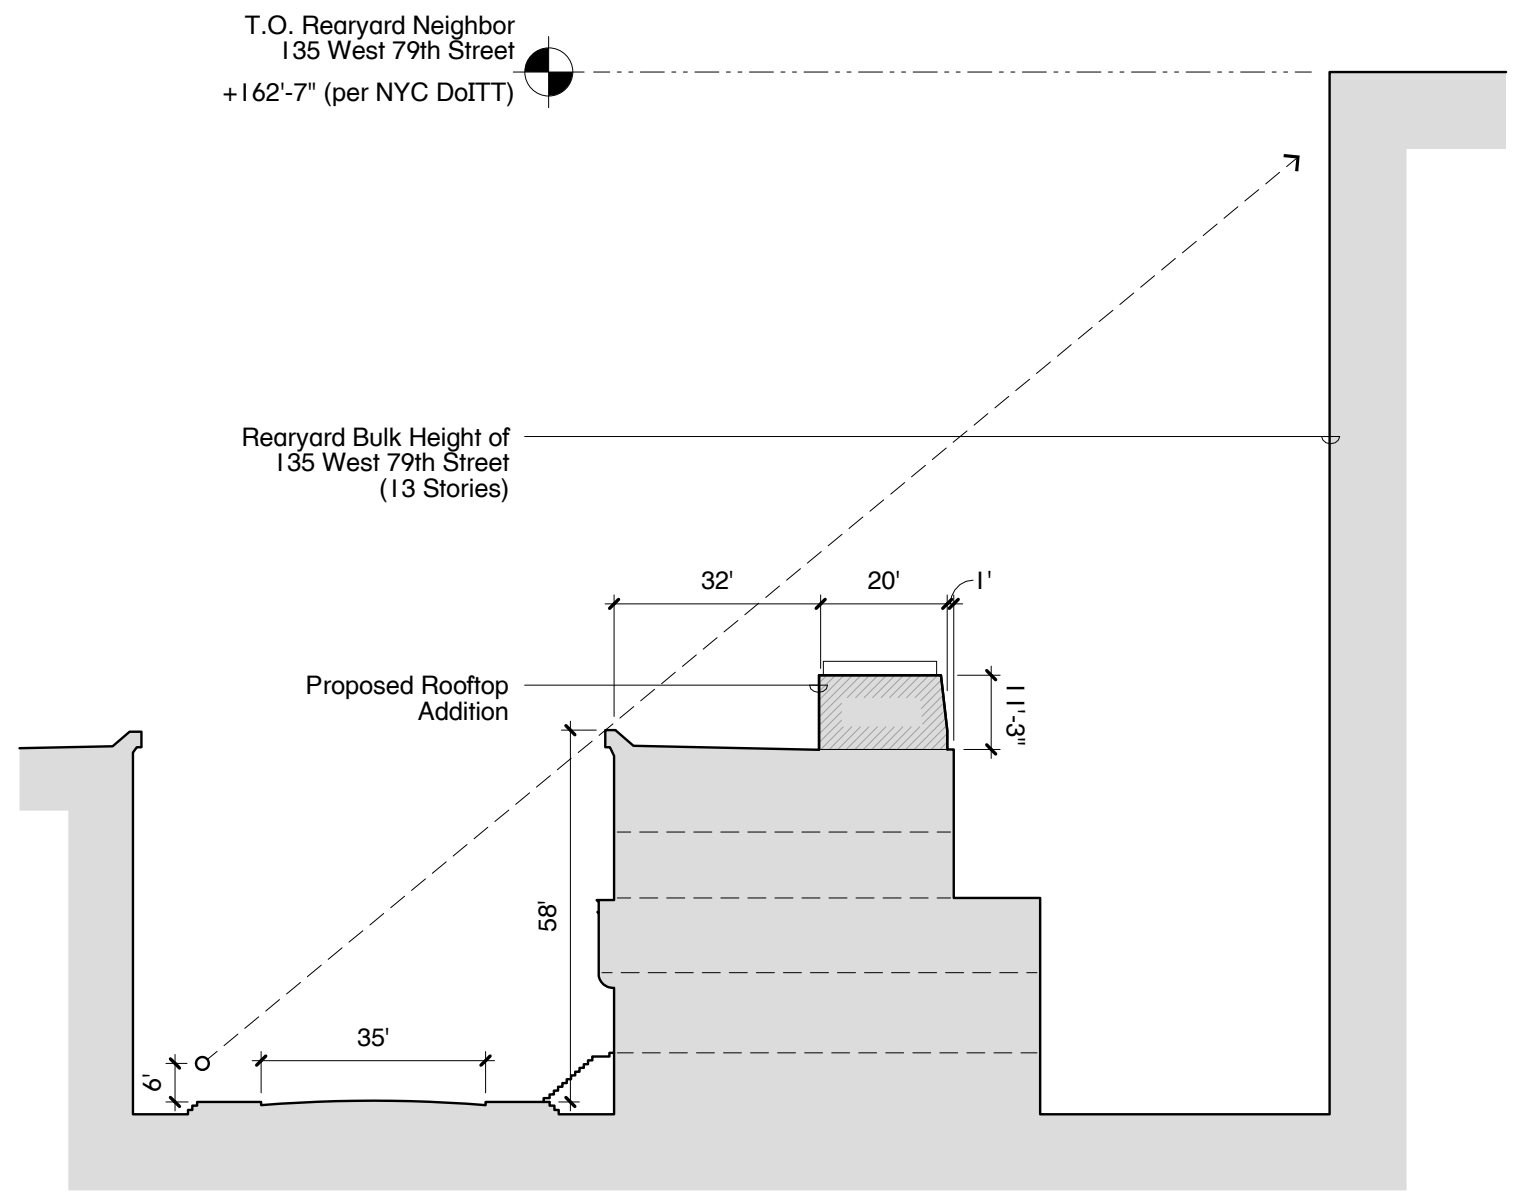 T.O. Rearyard Neighbor
135 West 79th Street
+162'-7" (per NYC DoITT)
Rearyard Bulk Height of
135 West 79th Street
(13 Stories)
32'
20'
1'
Proposed Rooftop
Addition
11'-3"
58'
35'
6'